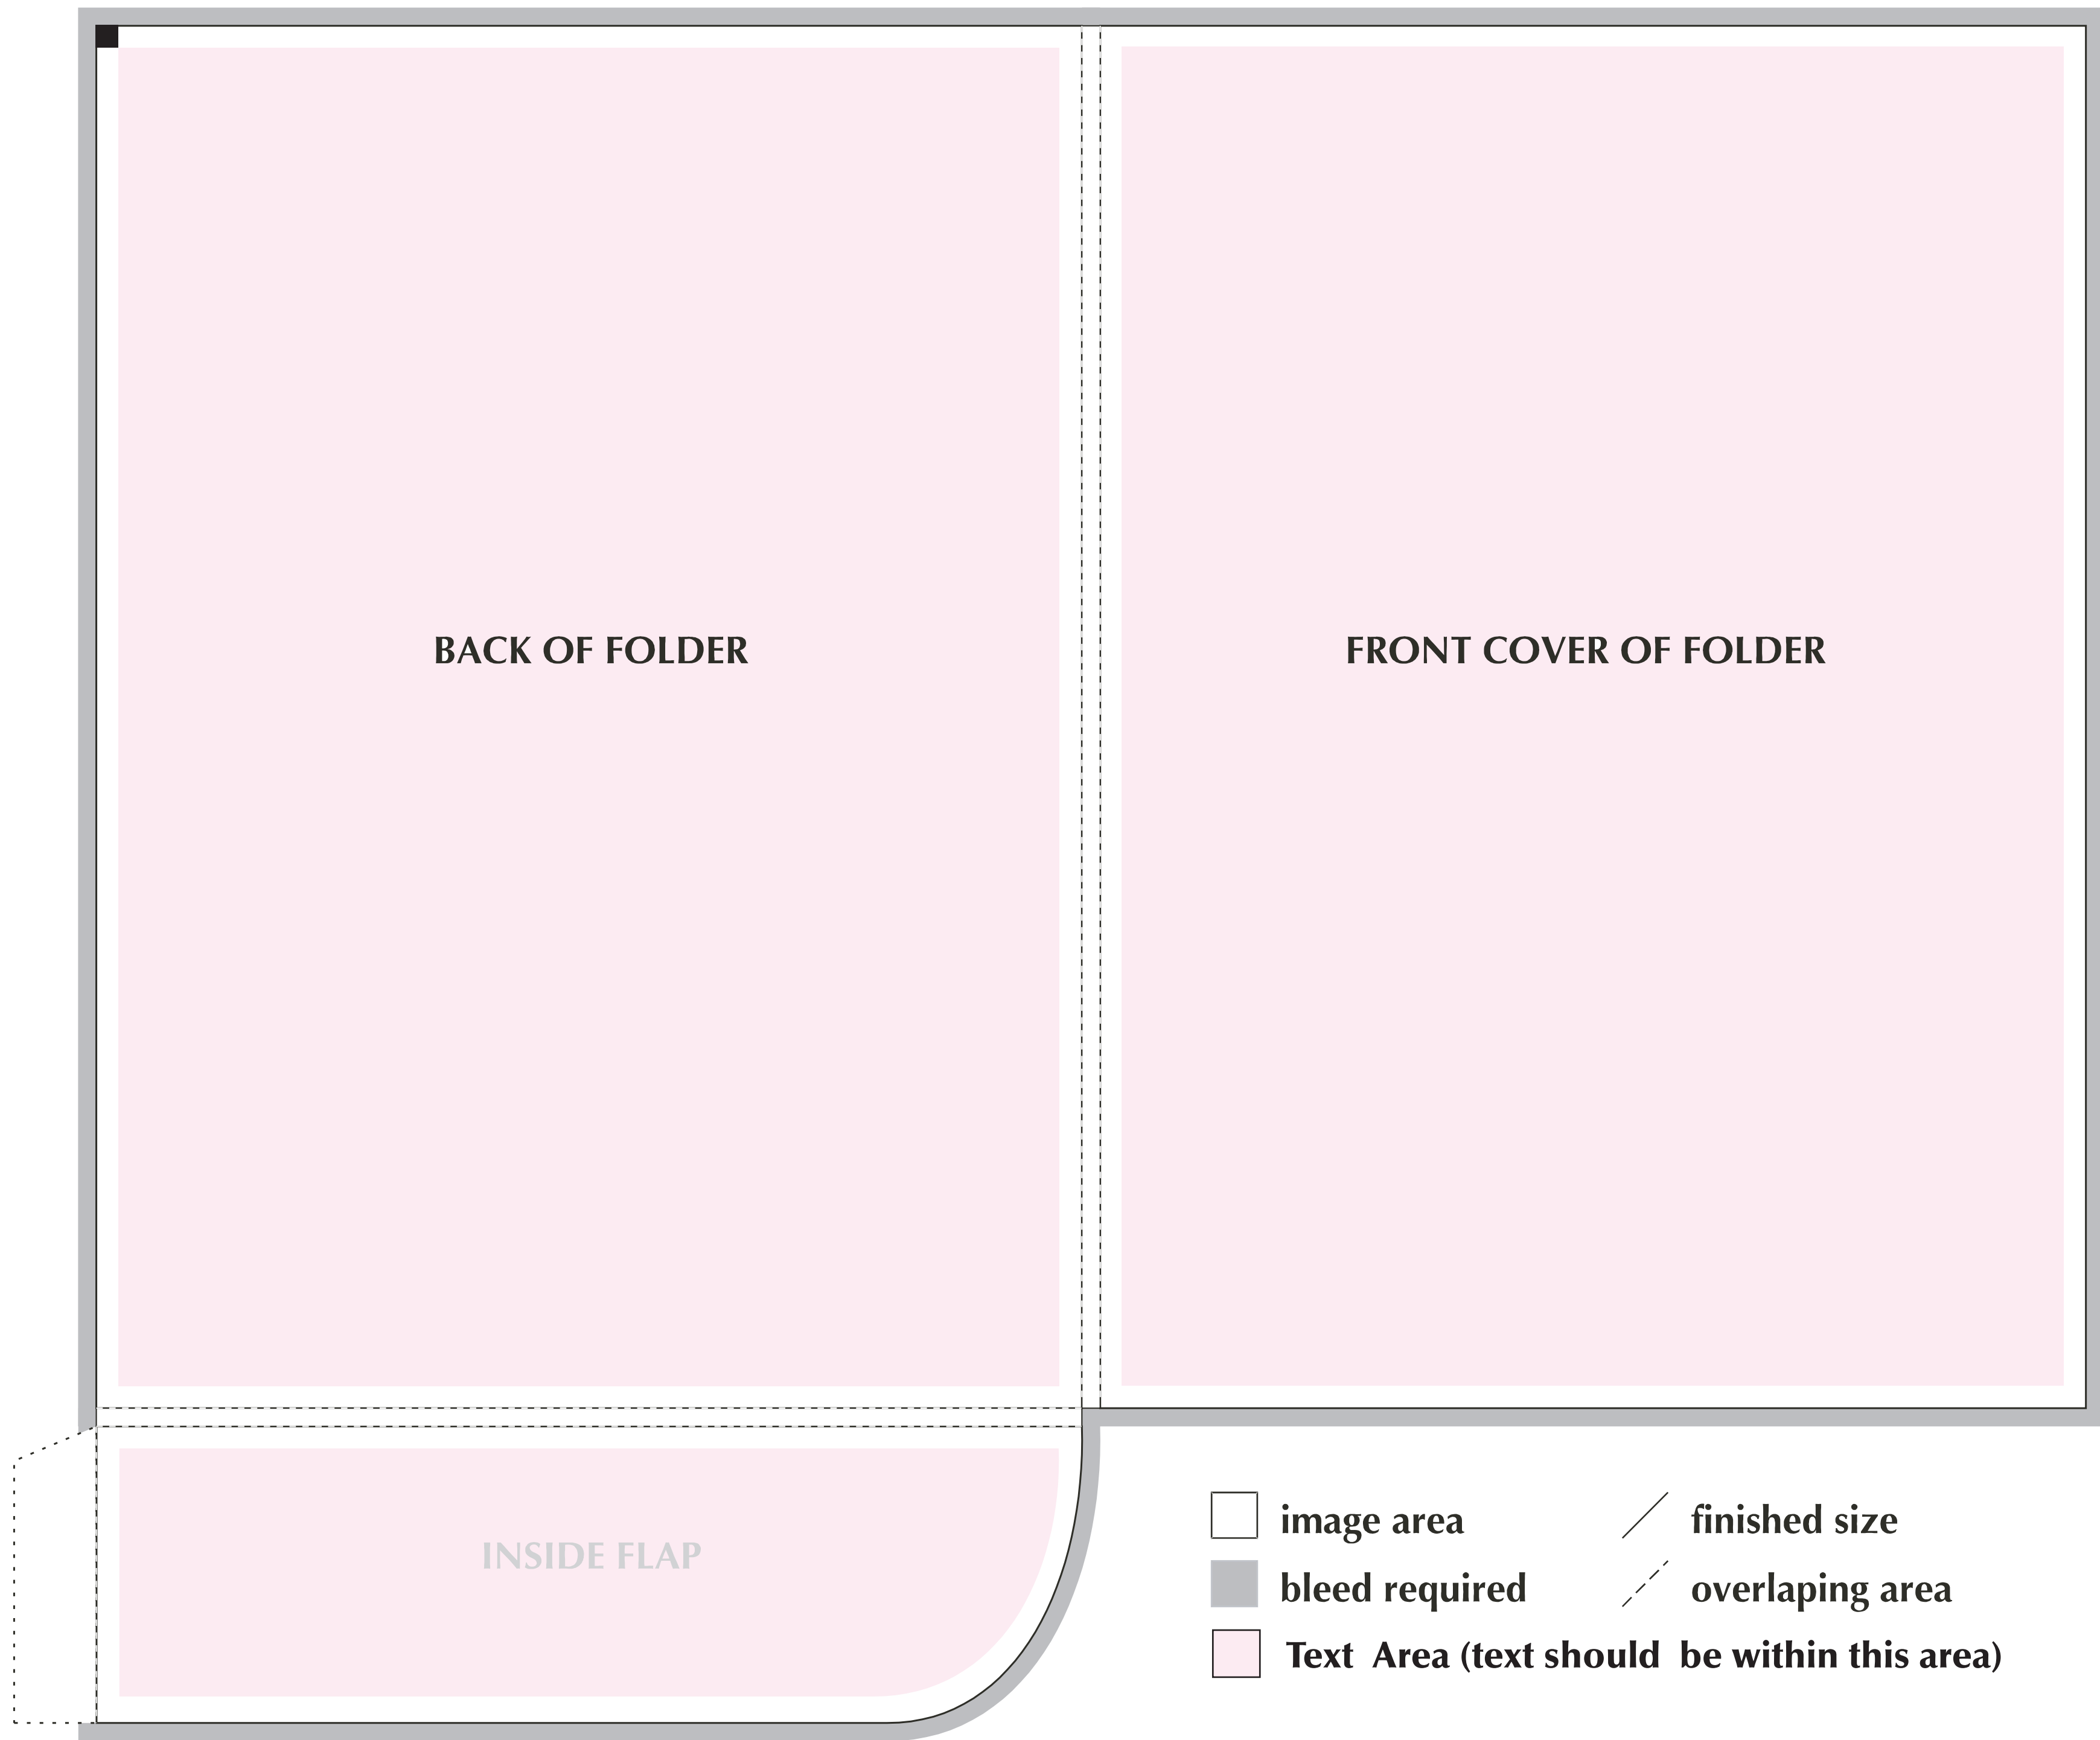 BACK OF FOLDER
FRONT COVER OF FOLDER
INSIDE FLAP
image area
finished size
bleed required
overlaping area
Text Area (text should be within this area)